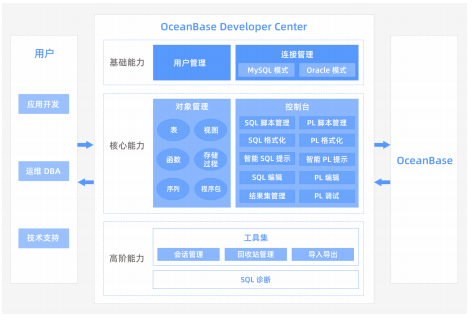 OceanBase Developer Center
用户
应用开发
运维 DBA
技术支持
基础能力
用户管理
连接管理
MySQL 模式
Oracle 模式
核心能力
对象管理
表
视图
函数
存储
过程
序列
程序包
控制台
SQL 脚本管理
PL 脚本管理
SQL 格式化
PL 格式化
智能 SQL 提示
智能 PL 提示
SQL 编辑
PL 编辑
结果集管理
PL 调试
高阶能力
工具集
会话管理
回收站管理
导入导出
SQL 诊断
OceanBase